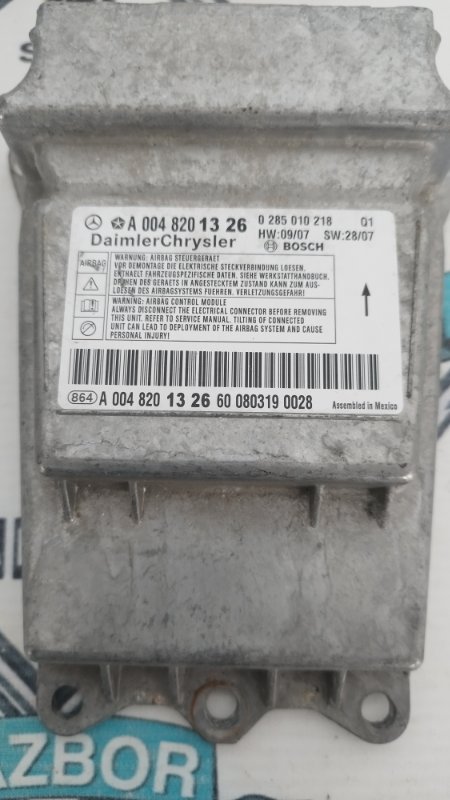 A 004 820 13 26 0 285 010 218 Q1
DaimlerChrysler HW:09/07 SW:28/07
BOSCH
AIRBAG
WARNUNG: AIRBAG STEUERGERAET
VOR DEMONTAGE DIE ELEKTRISCHE STECKVERBINDUNG LOESEN.
ENTHAELT FAHRZEUGSPEZIFISCHE DATEN. SIEHE WERKSTATTHANDBUCH.
DREHEN DES GERAETS IN ANGESTECKTEM ZUSTAND KANN ZUM AUS-
LOESEN DES AIRBAGSYSTEMS FUEHREN. VERLETZUNGSGEFAHR!
WARNING: AIRBAG CONTROL MODULE
ALWAYS DISCONNECT THE ELECTRICAL CONNECTOR BEFORE REMOVING
THIS UNIT. REFER TO SERVICE MANUAL. TILTING OF CONNECTED
UNIT CAN LEAD TO DEPLOYMENT OF THE AIRBAG SYSTEM AND CAUSE
PERSONAL INJURY!
864 A 004 820 13 26 60 080319 0028 Assembled in Mexico
AZBOR